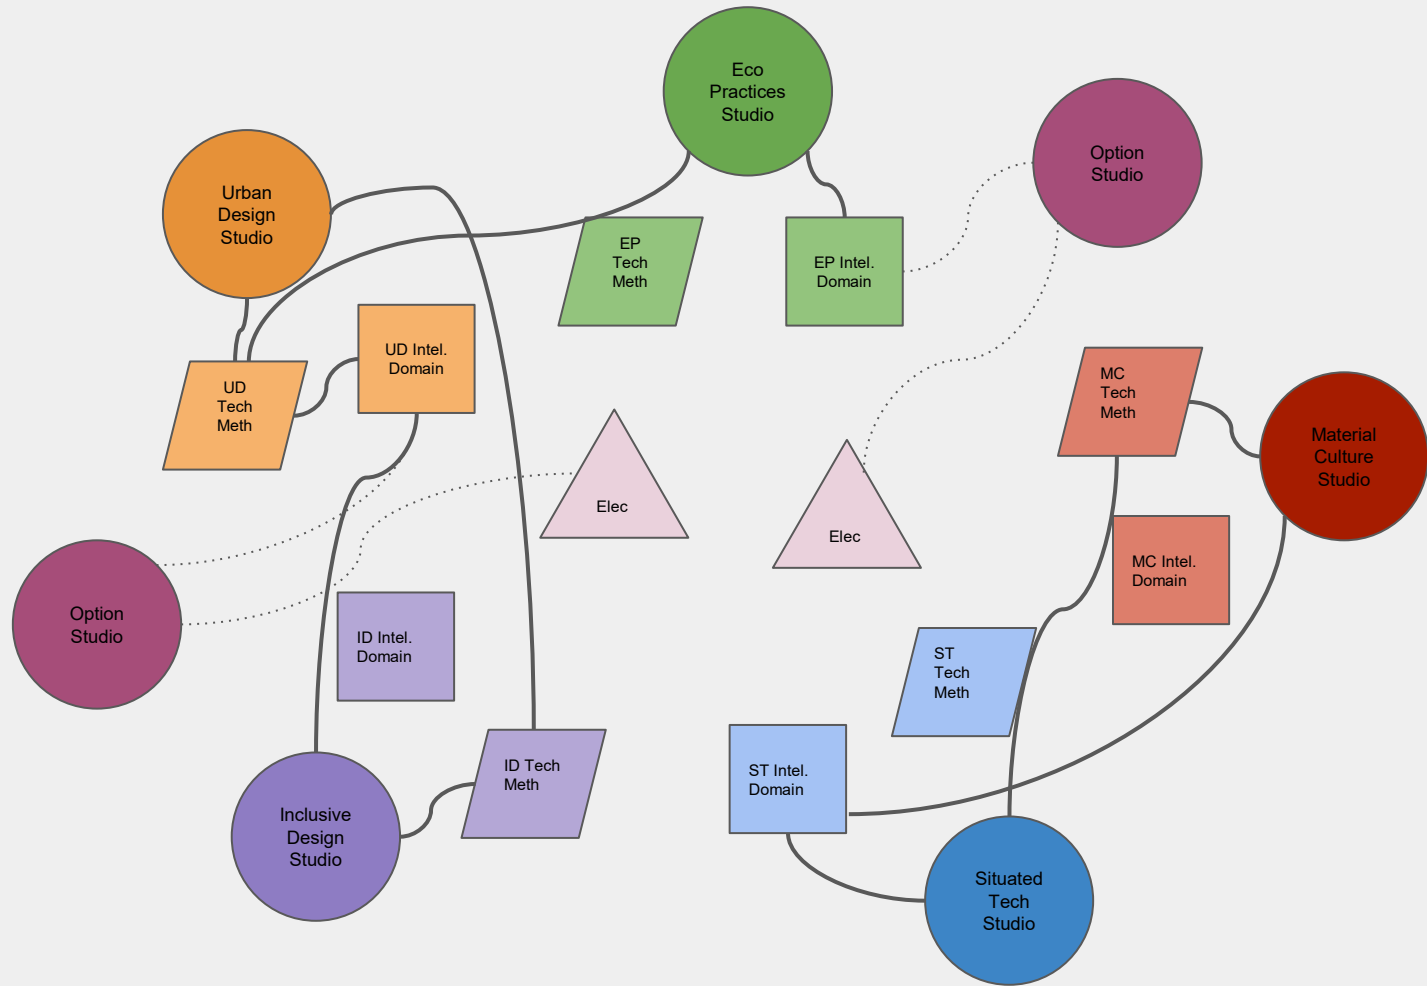 Eco
Practices
Studio
Option
Studio
Urban
Design
Studio
EP
Tech
Meth
EP Intel.
Domain
UD Intel.
Domain
UD
Tech
Meth
MC
Tech
Meth
Material
Culture
Studio
Elec
Elec
MC Intel.
Domain
Option
Studio
ID Intel.
Domain
ST
Tech
Meth
ID Tech
Meth
ST Intel.
Domain
Inclusive
Design
Studio
Situated
Tech
Studio